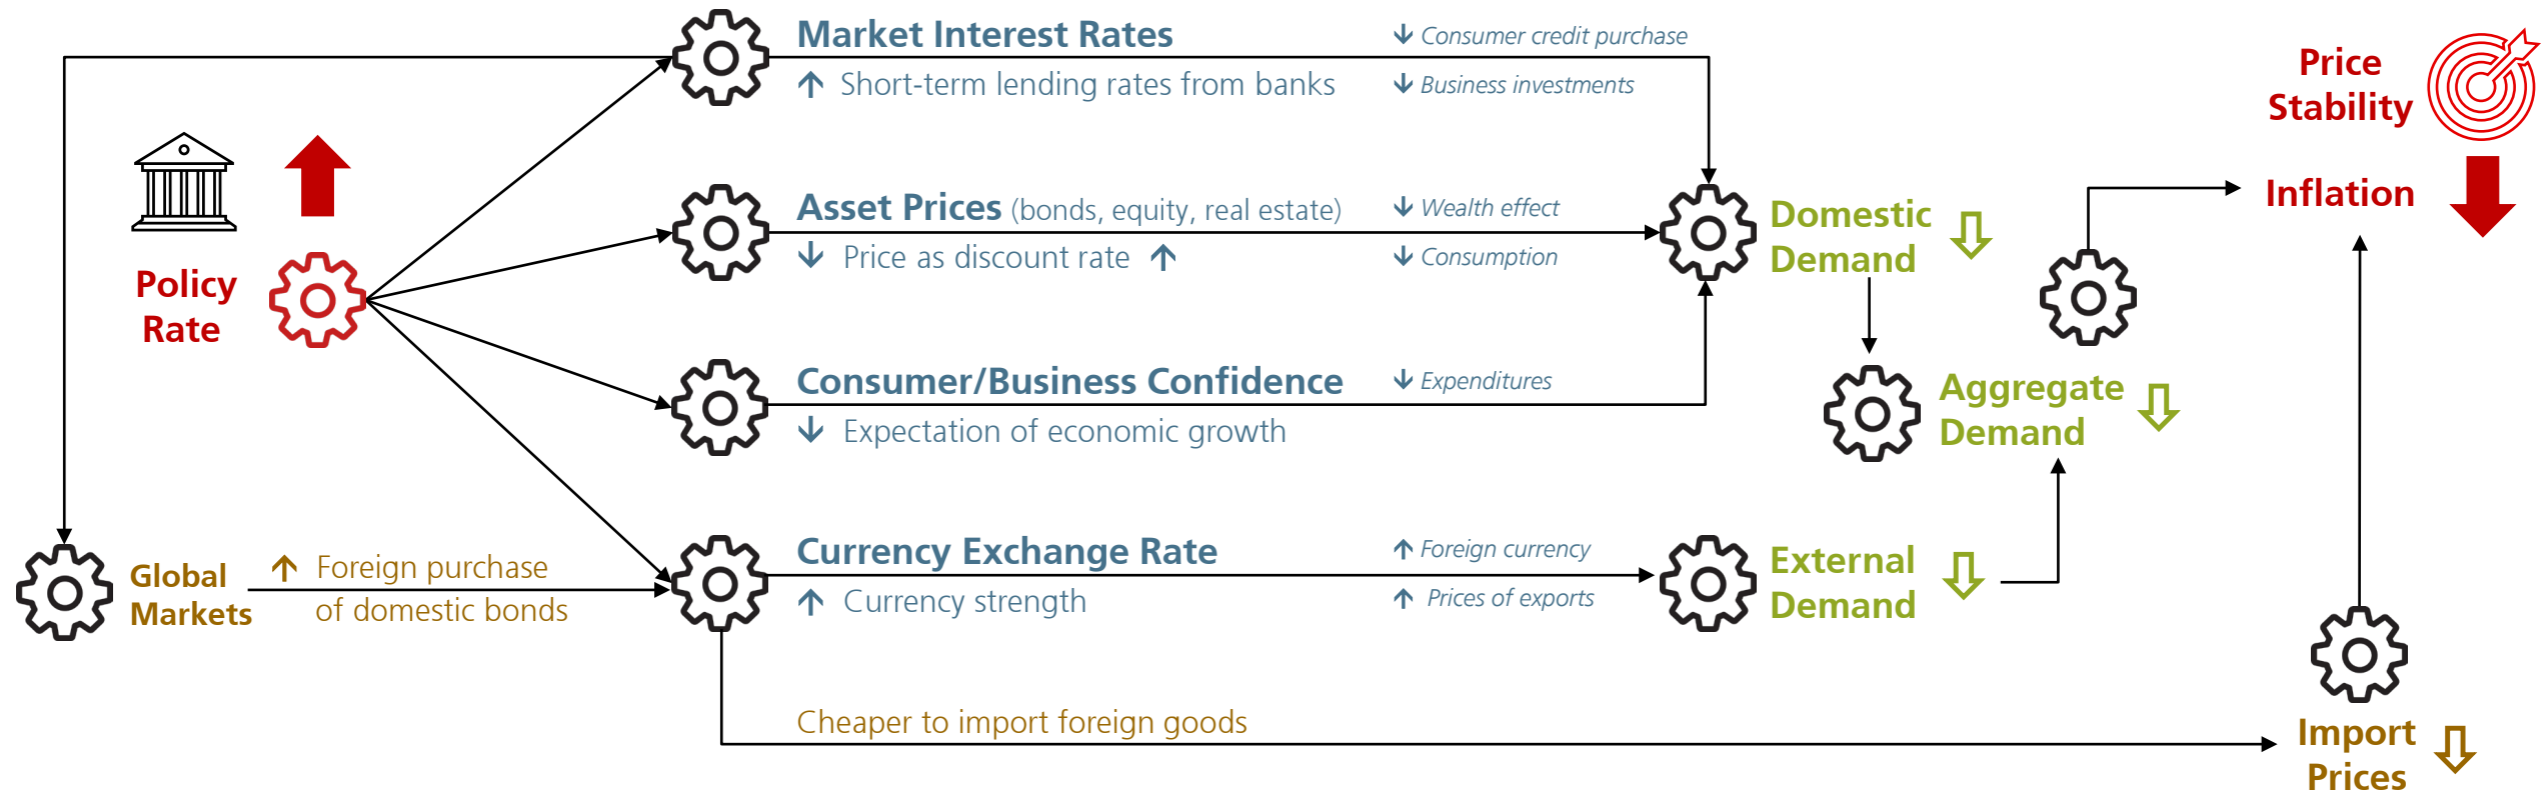 Market Interest Rates
↑ Short-term lending rates from banks
↓ Consumer credit purchase
↓ Business investments
Price
Stability
Inflation
Policy
Rate
Asset Prices (bonds, equity, real estate)
↓ Price as discount rate ↑
↓ Wealth effect
↓ Consumption
Domestic
Demand
Consumer/Business Confidence
↓ Expectation of economic growth
↓ Expenditures
Aggregate
Demand
Global
Markets
↑ Foreign purchase
of domestic bonds
Currency Exchange Rate
↑ Currency strength
↑ Foreign currency
↑ Prices of exports
External
Demand
Cheaper to import foreign goods
Import
Prices